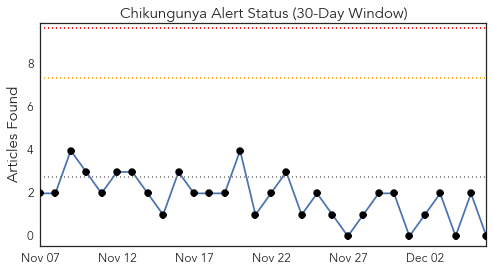 Chikungunya Alert Status (30-Day Window)
Articles Found
8
6
4
2
0
Nov 07 Nov 12 Nov 17 Nov 22 Nov 27 Dec 02